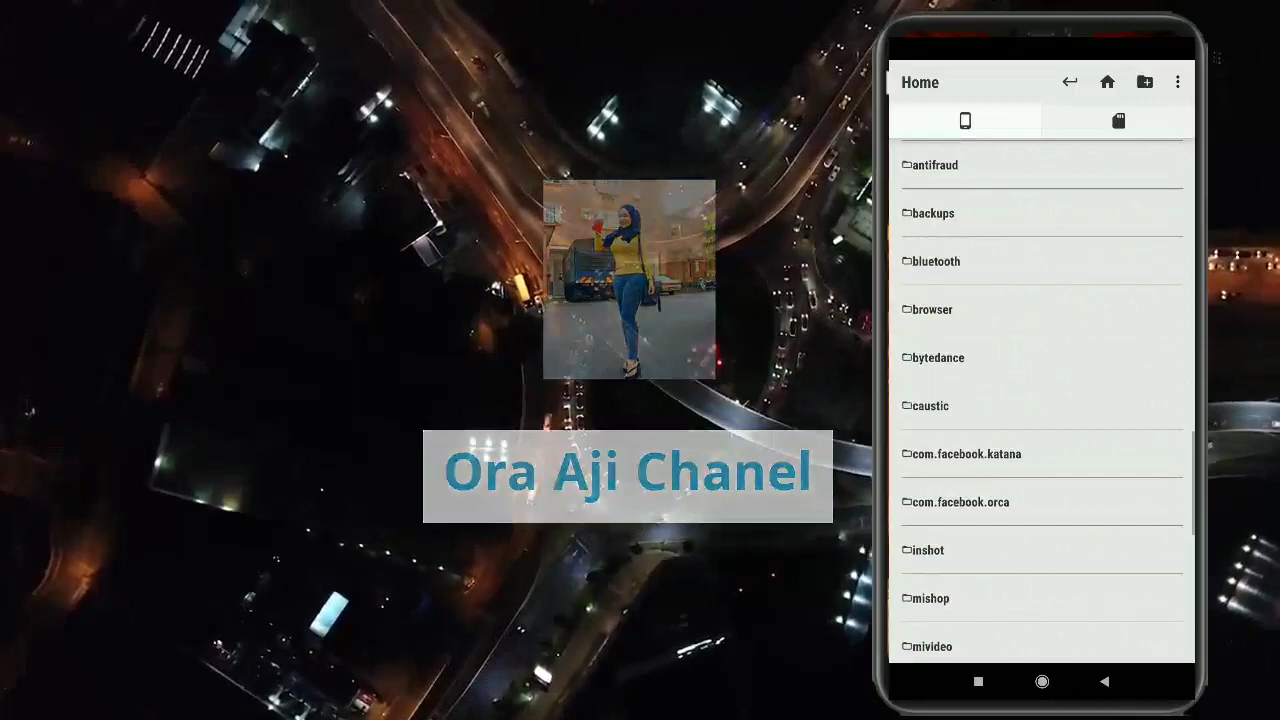 Ora Aji Chanel
Home
antifraud
backups
bluetooth
browser
bytedance
caustic
com.facebook.katana
com.facebook.orca
inshot
mishop
mivideo